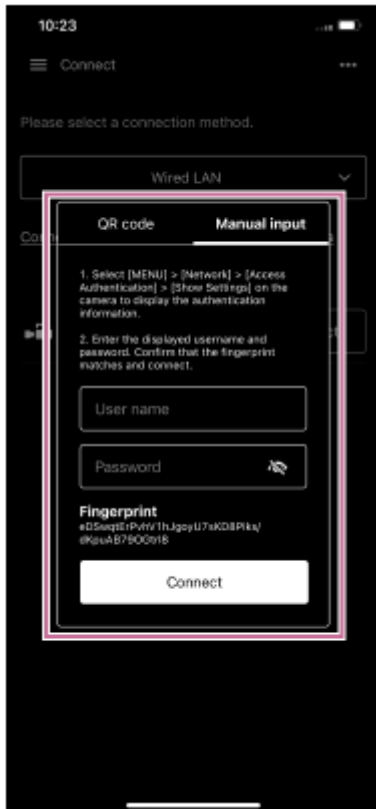 10:23
Connect
Please select a connection method.
Wired LAN
QR code
Manual input
1. Select [MENU] > [Network] > [Access
Authentication] > [Show Settings] on the
camera to display the authentication
information.
2. Enter the displayed username and
password. Confirm that the fingerprint
matches and connect.
User name
Password
Fingerprint
Connect